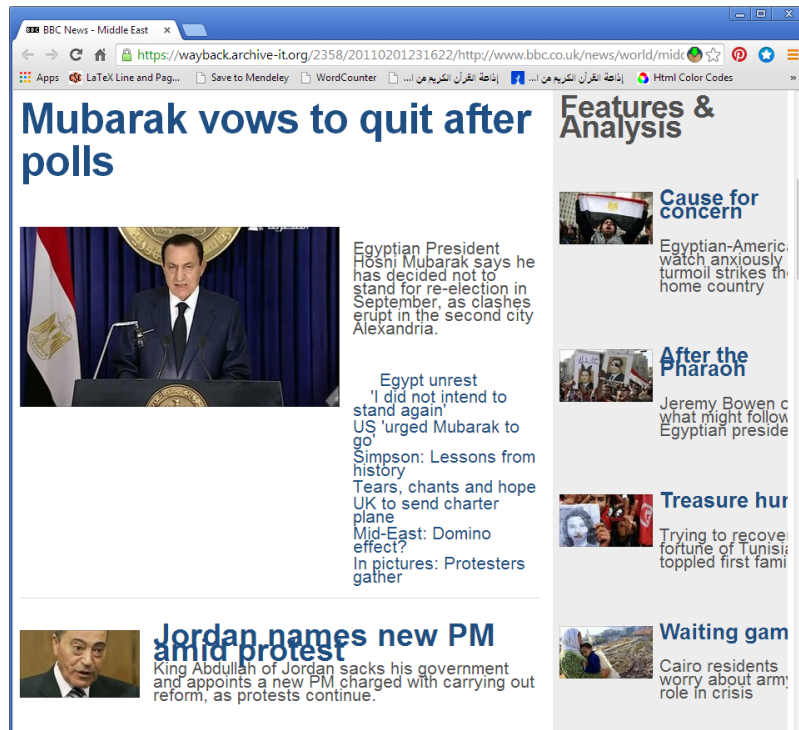 BBC News - Middle East
https://wayback.archive-it.org/2358/20110201231622/http://www.bbc.co.uk/news/world/midd
Apps LaTeX Line and Pag... Save to Mendeley WordCounter إذاعة القرآن الكريم من ا... إذاعة القرآن الكريم من ا... Html Color Codes »
Mubarak vows to quit after
polls
Egyptian President
Hosni Mubarak says he
has decided not to
stand for re-election in
September, as clashes
erupt in the second city
Alexandria.
Egypt unrest
'I did not intend to
stand again'
US 'urged Mubarak to
go'
Simpson: Lessons from
history
Tears, chants and hope
UK to send charter
plane
Mid-East: Domino
effect?
In pictures: Protesters
gather
Jordan names new PM
amid protest
King Abdullah of Jordan sacks his government
and appoints a new PM charged with carrying out
reform, as protests continue.
Features &
Analysis
Cause for
concern
Egyptian-America
watch anxiously
turmoil strikes the
home country
After the
Pharaoh
Jeremy Bowen o
what might follow
Egyptian preside
Treasure hun
Trying to recove
fortune of Tunisia
toppled first fami
Waiting gam
Cairo residents
worry about army
role in crisis